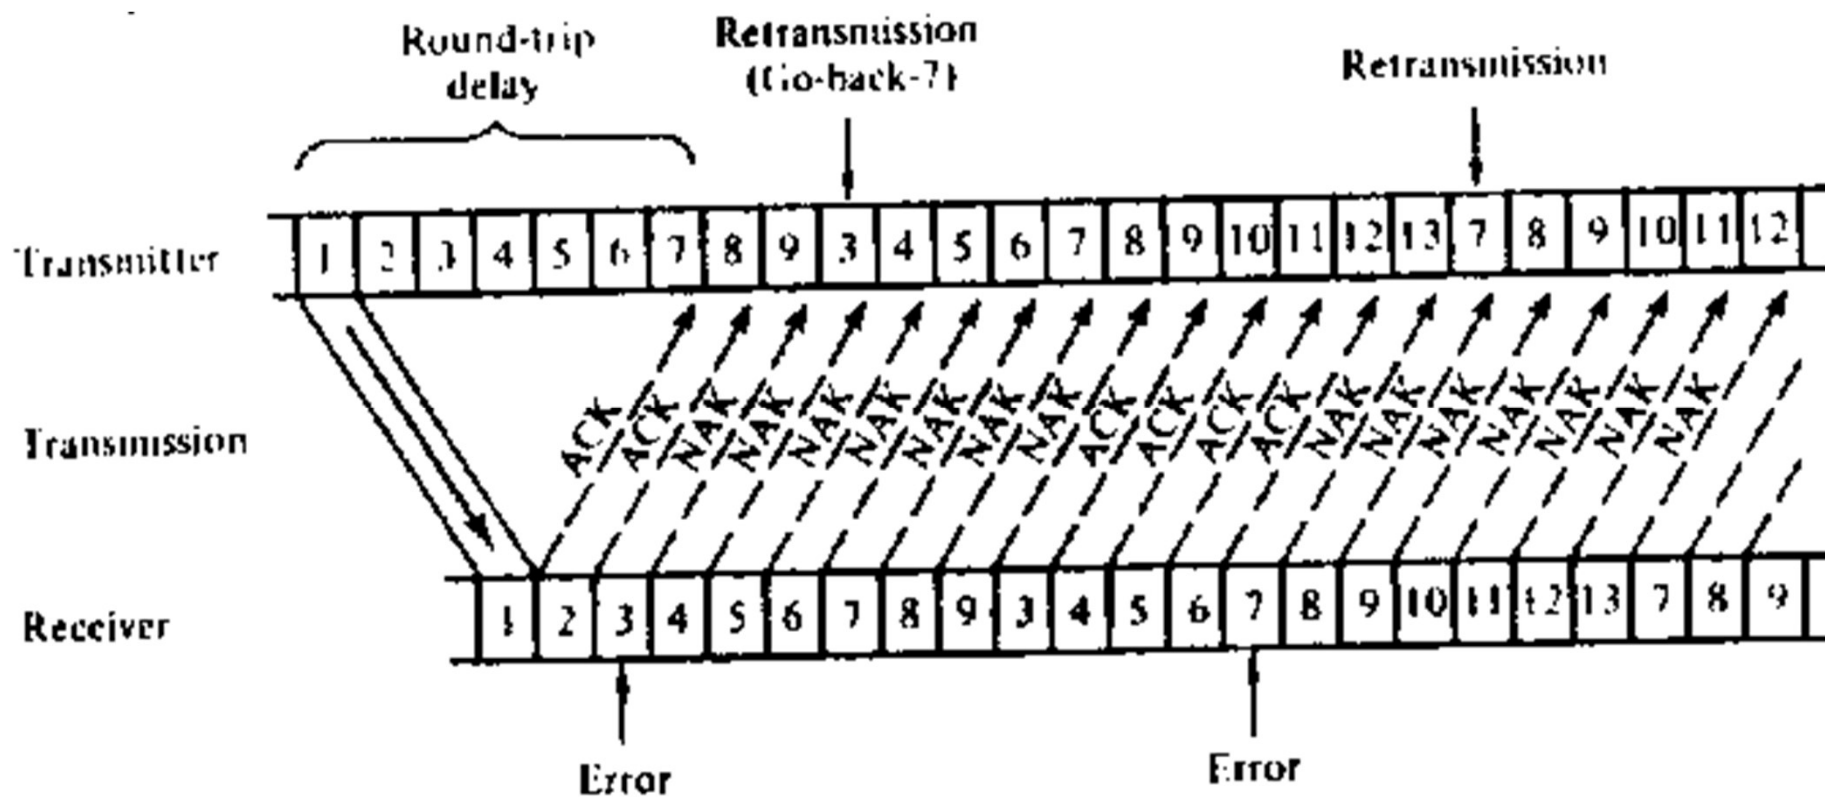 Round-trip
delay
Retransmission
(Go-back-7)
Retransmission
Transmitter
1 2 3 4 5 6 7 8 9 3 4 5 6 7 8 9 10 11 12 13 7 8 9 10 11 12
Transmission
ACK ACK NAK NAK NAK NAK NAK NAK NAK ACK ACK ACK ACK NAK NAK NAK NAK NAK NAK NAK
Receiver
1 2 3 4 5 6 7 8 9 3 4 5 6 7 8 9 10 11 12 13 7 8 9
Error
Error